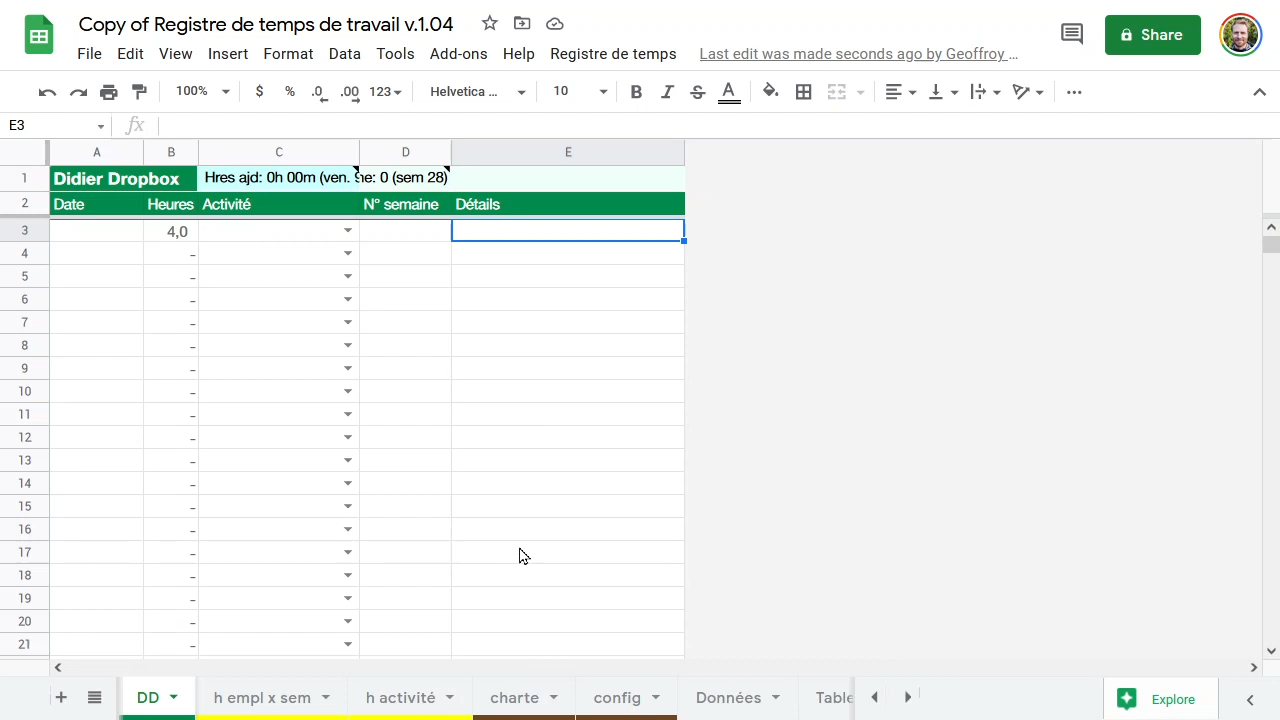 Copy of Registre de temps de travail v.1.04
File Edit View Insert Format Data Tools Add-ons Help Registre de temps Last edit was made seconds ago by Geoffroy …
Share
100% $ % .0 .00 123 Helvetica ... 10 B I S A
E3 fx
A B C D E
1 Didier Dropbox Hres ajd: 0h 00m (ven. ne: 0 (sem 28)
2 Date Heures Activité N° semaine Détails
3 4,0
4 -
5 -
6 -
7 -
8 -
9 -
10 -
11 -
12 -
13 -
14 -
15 -
16 -
17 -
18 -
19 -
20 -
21 -
+ DD h empl x sem h activité charte config Données Table Explore